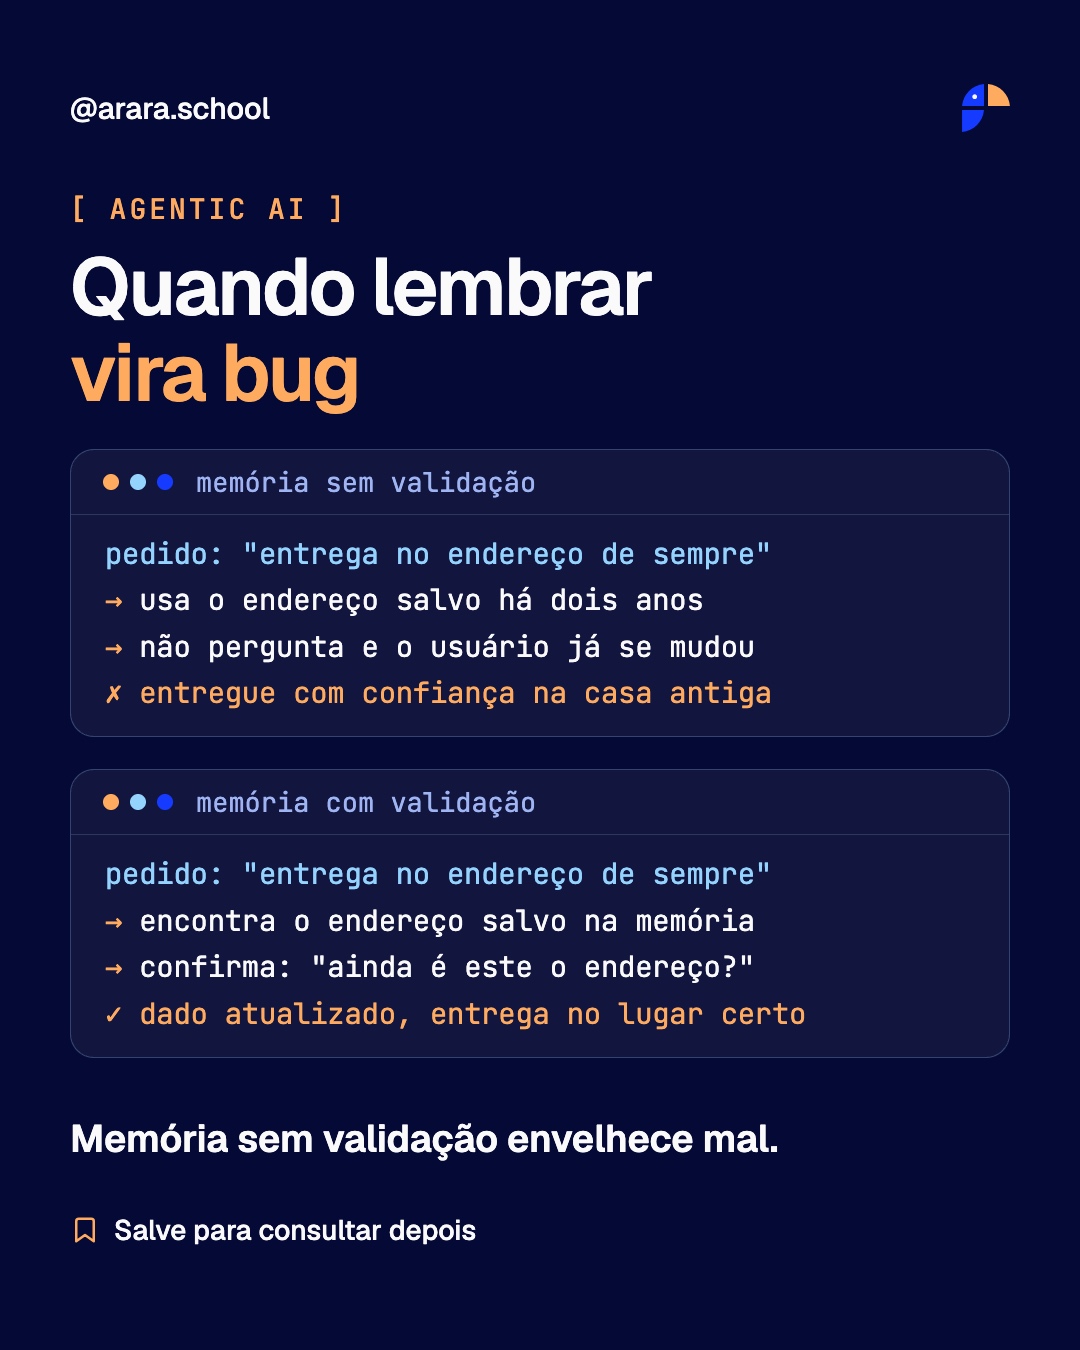 @arara.school
[ AGENTIC AI ]
Quando lembrar
vira bug
memória sem validação
pedido: "entrega no endereço de sempre"
→ usa o endereço salvo há dois anos
→ não pergunta e o usuário já se mudou
✗ entregue com confiança na casa antiga
memória com validação
pedido: "entrega no endereço de sempre"
→ encontra o endereço salvo na memória
→ confirma: "ainda é este o endereço?"
✓ dado atualizado, entrega no lugar certo
Memória sem validação envelhece mal.
Salve para consultar depois